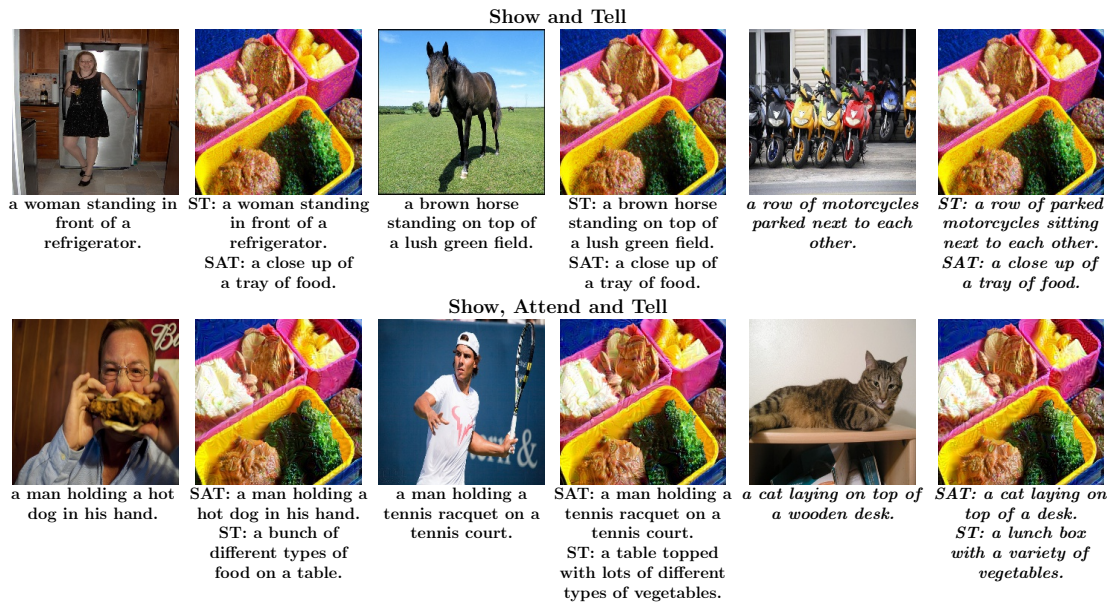 Show and Tell
a woman standing in
front of a
refrigerator.
ST: a woman standing
in front of a
refrigerator.
SAT: a close up of
a tray of food.
a brown horse
standing on top of
a lush green field.
ST: a brown horse
standing on top of
a lush green field.
SAT: a close up of
a tray of food.
a row of motorcycles
parked next to each
other.
ST: a row of parked
motorcycles sitting
next to each other.
SAT: a close up of
a tray of food.
Show, Attend and Tell
a man holding a hot
dog in his hand.
SAT: a man holding a
hot dog in his hand.
ST: a bunch of
different types of
food on a table.
a man holding a
tennis racquet on a
tennis court.
SAT: a man holding a
tennis racquet on a
tennis court.
ST: a table topped
with lots of different
types of vegetables.
a cat laying on top of
a wooden desk.
SAT: a cat laying on
top of a desk.
ST: a lunch box
with a variety of
vegetables.